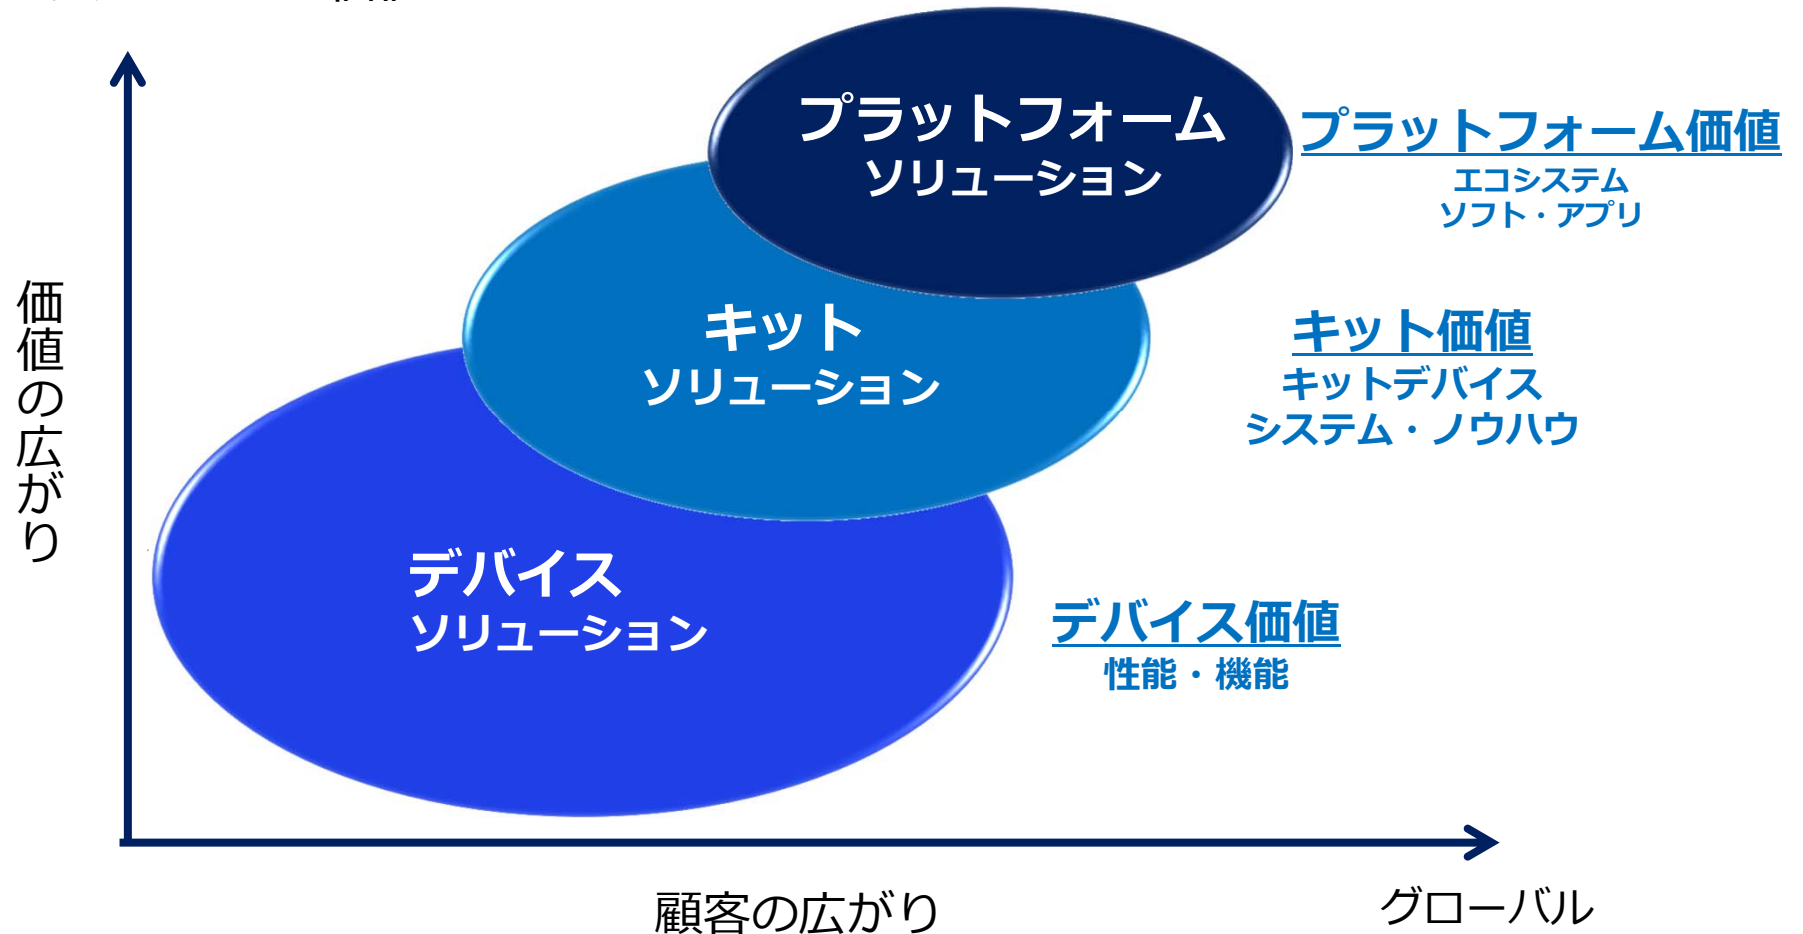 プラットフォーム
ソリューション
プラットフォーム価値
エコシステム
ソフト・アプリ
キット
ソリューション
キット価値
キットデバイス
システム・ノウハウ
デバイス
ソリューション
デバイス価値
性能・機能
価値の広がり
顧客の広がり
グローバル